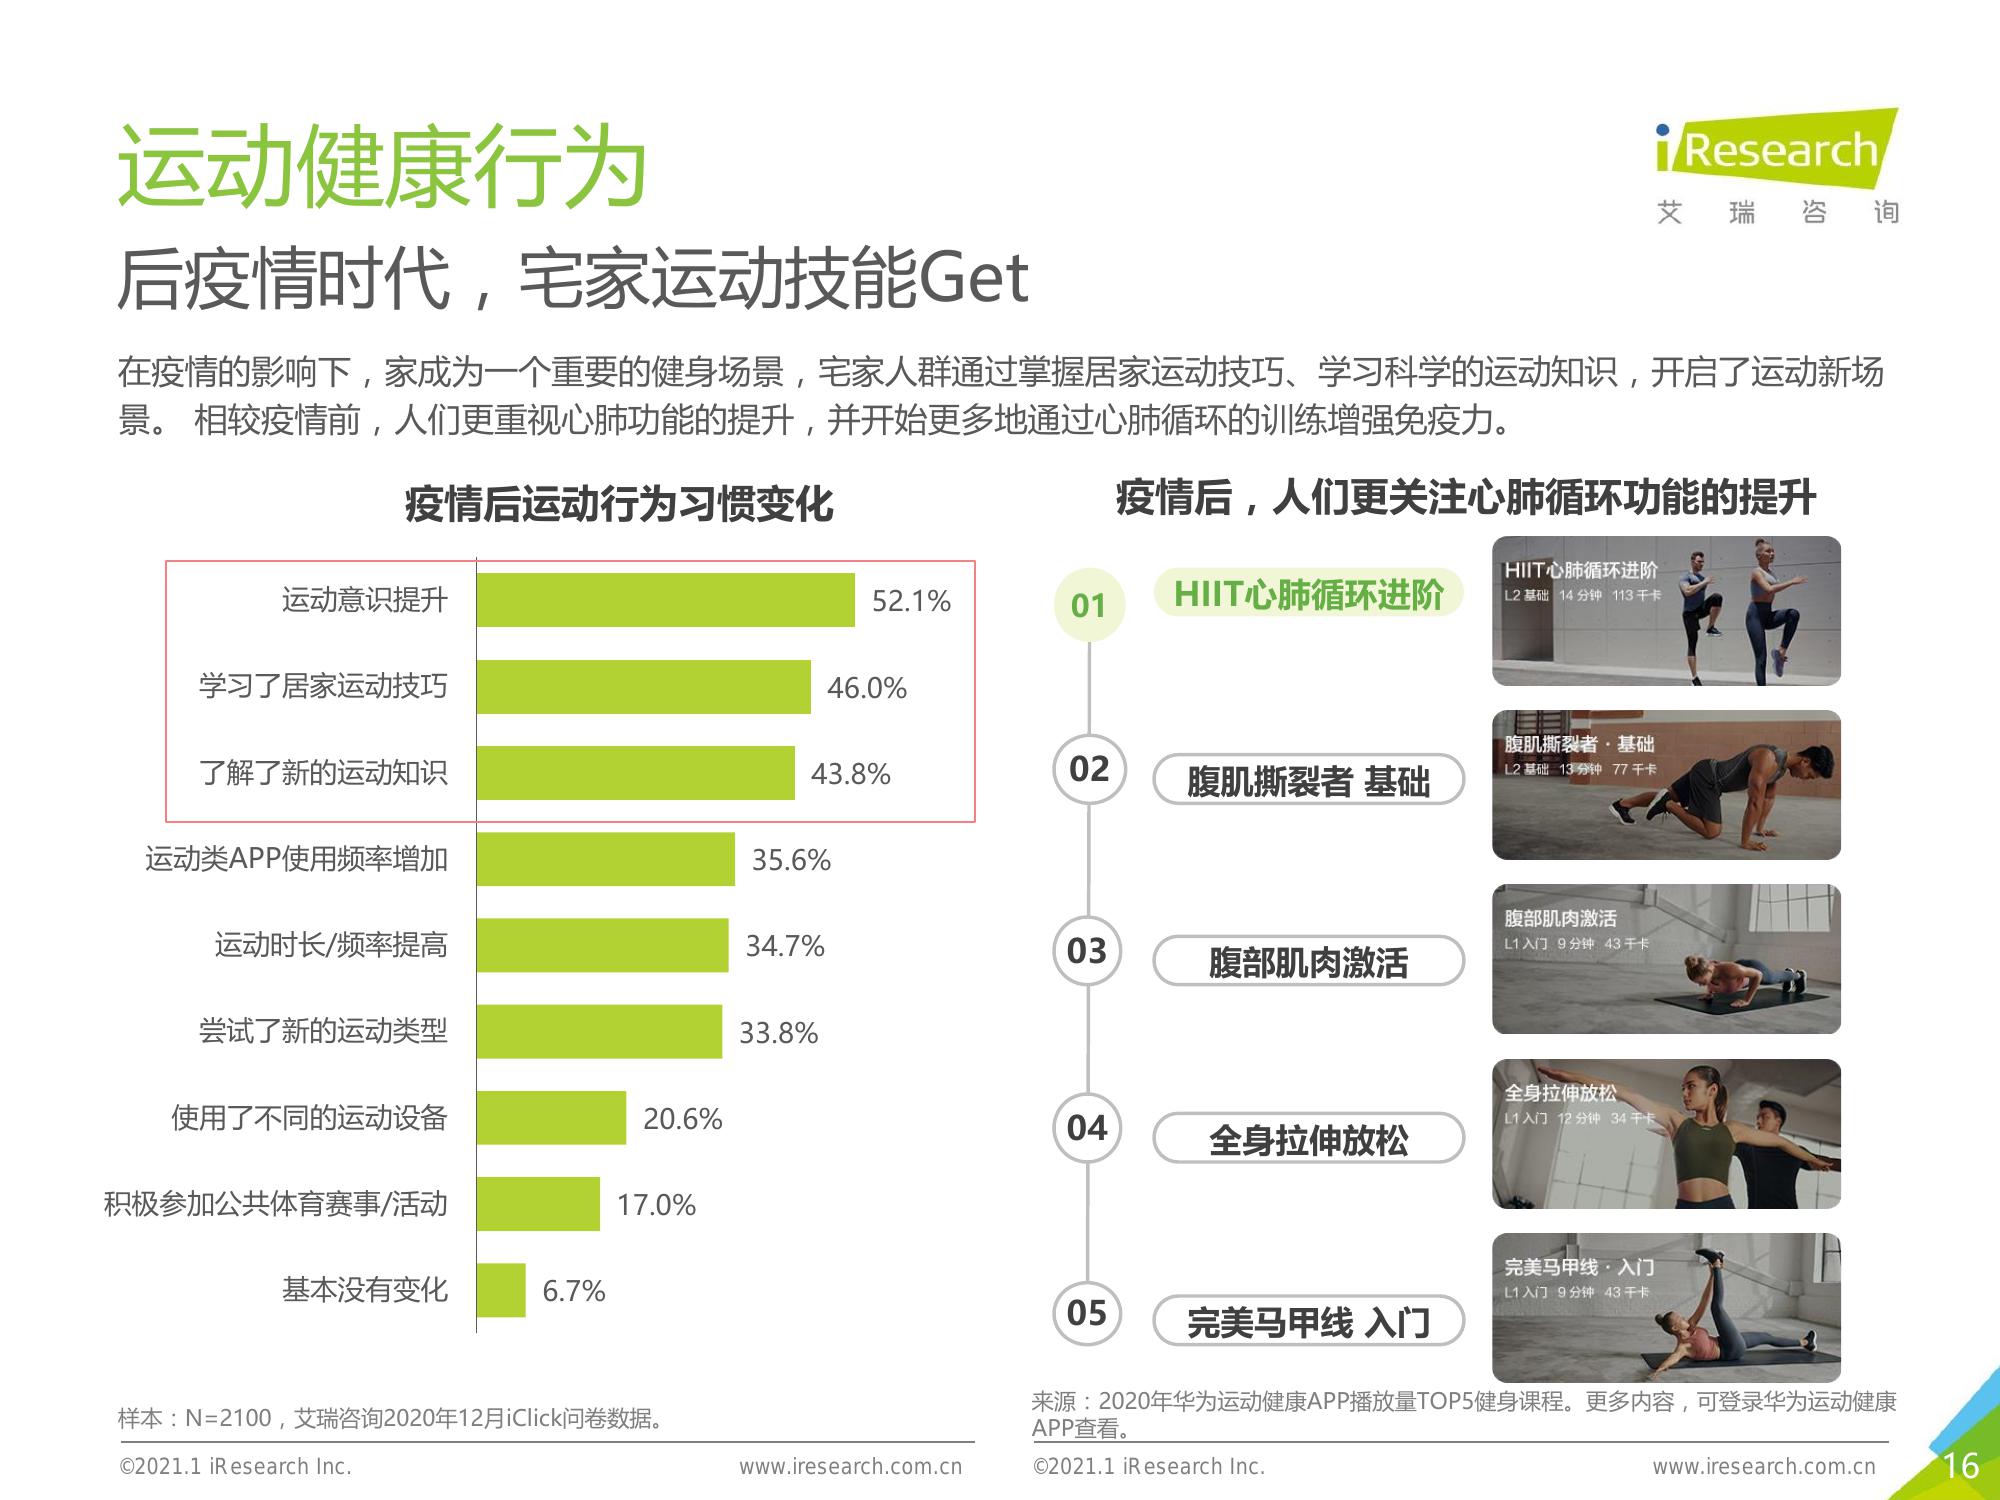 运动健康行为
iResearch
艾瑞咨询
后疫情时代，宅家运动技能Get
在疫情的影响下，家成为一个重要的健身场景，宅家人群通过掌握居家运动技巧、学习科学的运动知识，开启了运动新场
景。 相较疫情前，人们更重视心肺功能的提升，并开始更多地通过心肺循环的训练增强免疫力。
疫情后运动行为习惯变化
运动意识提升 52.1%
学习了居家运动技巧 46.0%
了解了新的运动知识 43.8%
运动类APP使用频率增加 35.6%
运动时长/频率提高 34.7%
尝试了新的运动类型 33.8%
使用了不同的运动设备 20.6%
积极参加公共体育赛事/活动 17.0%
基本没有变化 6.7%
样本：N=2100，艾瑞咨询2020年12月iClick问卷数据。
疫情后，人们更关注心肺循环功能的提升
01 HIIT心肺循环进阶
HIIT心肺循环进阶
L2 基础 14 分钟 113 千卡
02 腹肌撕裂者 基础
腹肌撕裂者 · 基础
L2 基础 13 分钟 77 千卡
03 腹部肌肉激活
腹部肌肉激活
L1 入门 9 分钟 43 千卡
04 全身拉伸放松
全身拉伸放松
L1 入门 12 分钟 34 千卡
05 完美马甲线 入门
完美马甲线 · 入门
L1 入门 9 分钟 43 千卡
来源：2020年华为运动健康APP播放量TOP5健身课程。更多内容，可登录华为运动健康
APP查看。
©2021.1 iResearch Inc. www.iresearch.com.cn
©2021.1 iResearch Inc. www.iresearch.com.cn
16